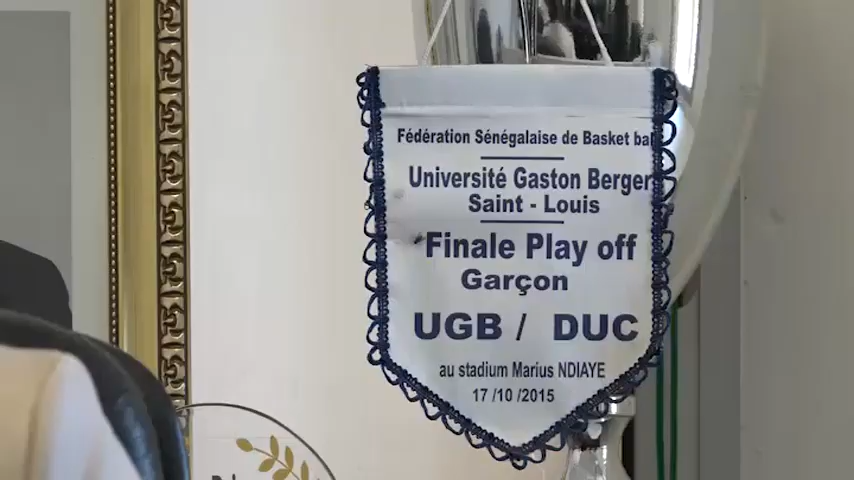 Fédération Sénégalaise de Basket bal
Université Gaston Berger
Saint - Louis
Finale Play off
Garçon
UGB / DUC
au stadium Marius NDIAYE
17 /10 /2015